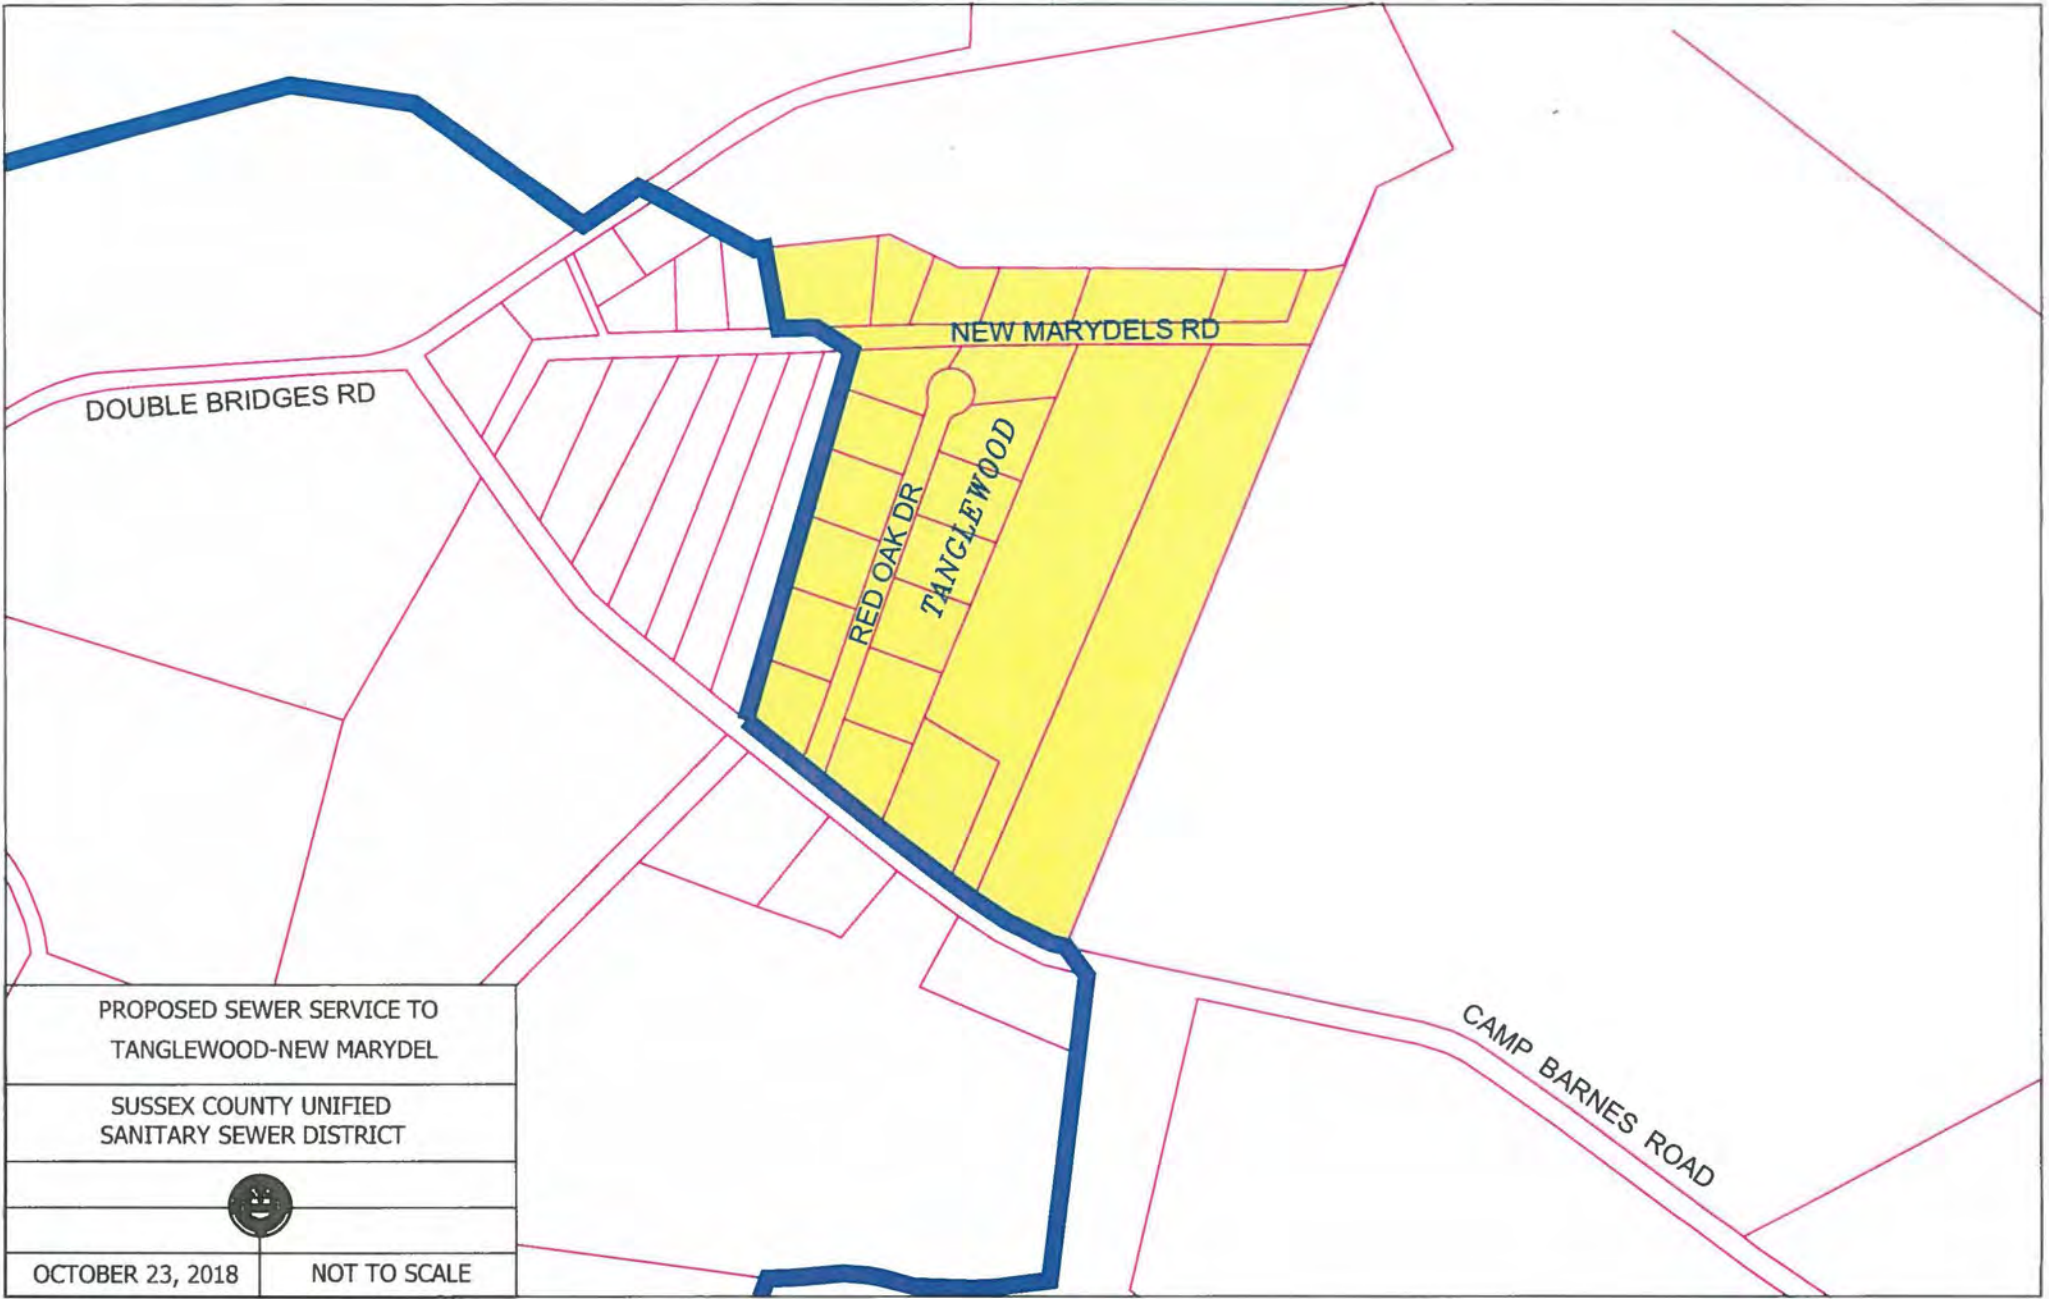 NEW MARYDELS RD
DOUBLE BRIDGES RD
RED OAK DR
TANGLEWOOD
CAMP BARNES ROAD
PROPOSED SEWER SERVICE TO
TANGLEWOOD-NEW MARYDEL
SUSSEX COUNTY UNIFIED
SANITARY SEWER DISTRICT
OCTOBER 23, 2018
NOT TO SCALE